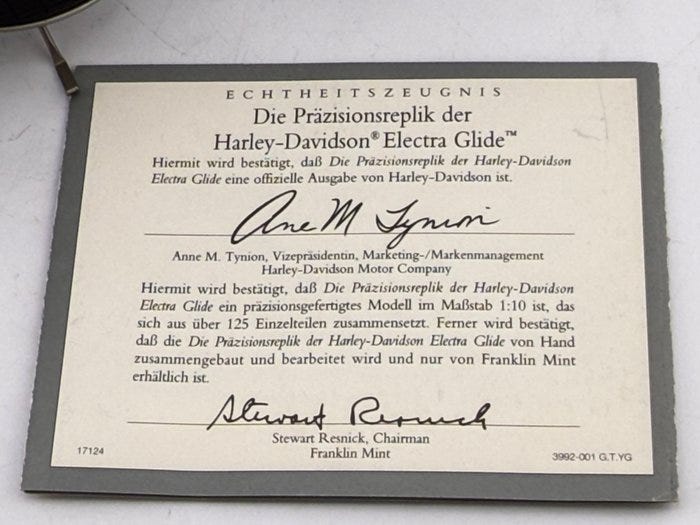 ECHTHEITSZEUGNIS
Die Präzisionsreplik der
Harley-Davidson® Electra Glide™
Hiermit wird bestätigt, daß Die Präzisionsreplik der Harley-Davidson
Electra Glide eine offizielle Ausgabe von Harley-Davidson ist.
Ane M Tynion
Anne M. Tynion, Vizepräsidentin, Marketing-/Markenmanagement
Harley-Davidson Motor Company
Hiermit wird bestätigt, daß Die Präzisionsreplik der Harley-Davidson
Electra Glide ein präzisionsgefertigtes Modell im Maßstab 1:10 ist, das
sich aus über 125 Einzelteilen zusammensetzt. Ferner wird bestätigt,
daß die Die Präzisionsreplik der Harley-Davidson Electra Glide von Hand
zusammengebaut und bearbeitet wird und nur von Franklin Mint
erhältlich ist.
Stewart Resnick
Stewart Resnick, Chairman
Franklin Mint
17124
3992-001 G.T.YG